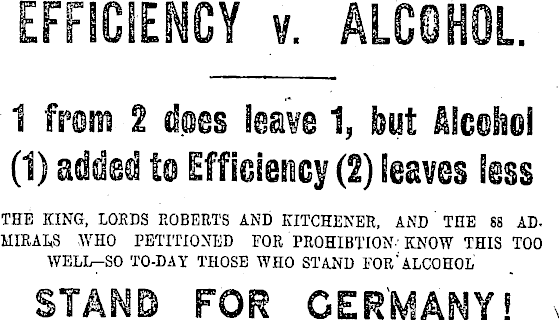 EFFICIENCY v. ALCOHOL.
1 from 2 does leave 1, but Alcohol
(1) added to Efficiency (2) leaves less
THE KING, LORDS ROBERTS AND KITCHENER, AND THE 88 AD-
MIRALS WHO PETITIONED FOR PROHIBTION KNOW THIS TOO
WELL—SO TO-DAY THOSE WHO STAND FOR ALCOHOL
STAND FOR GERMANY!